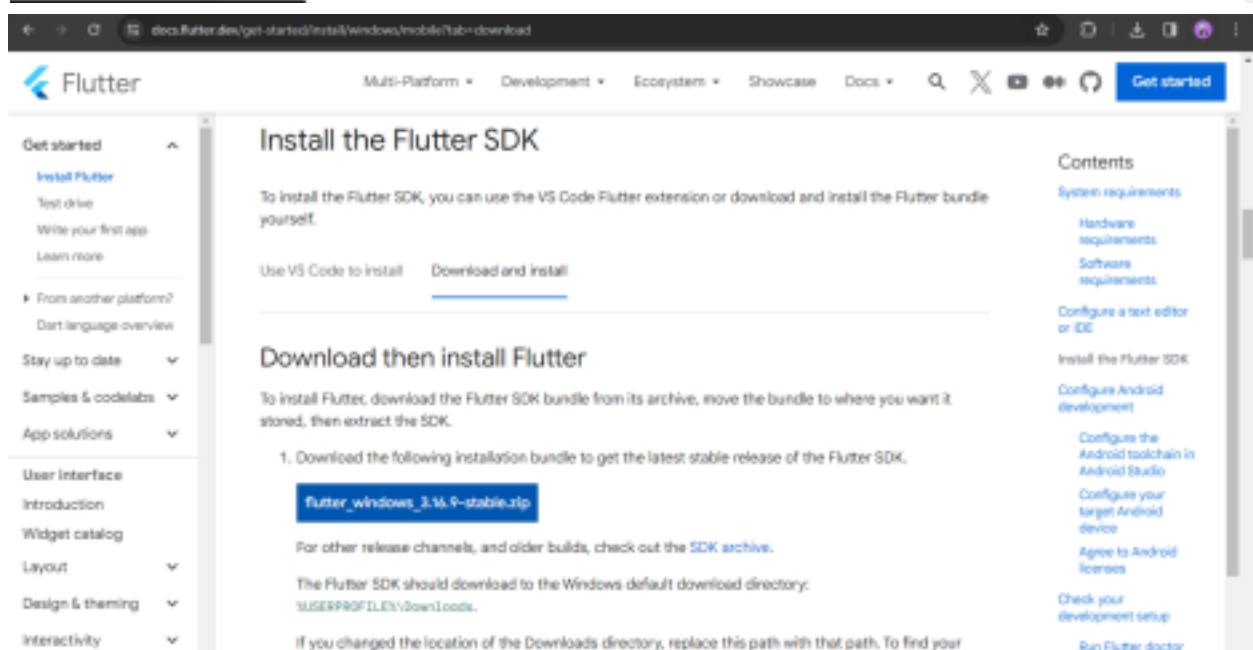 docs.flutter.dev/get-started/install/windows/mobile?tab=download
Flutter
Multi-Platform
Development
Ecosystem
Showcase
Docs
Get started
Get started
Install Flutter
Test drive
Write your first app
Learn more
From another platform?
Dart language overview
Stay up to date
Samples & codelabs
App solutions
User Interface
Introduction
Widget catalog
Layout
Design & theming
Interactivity
Install the Flutter SDK
To install the Flutter SDK, you can use the VS Code Flutter extension or download and install the Flutter bundle
yourself.
Use VS Code to install
Download and install
Download then install Flutter
To install Flutter, download the Flutter SDK bundle from its archive, move the bundle to where you want it
stored, then extract the SDK.
1. Download the following installation bundle to get the latest stable release of the Flutter SDK.
flutter_windows_3.16.9-stable.zip
For other release channels, and older builds, check out the SDK archive.
The Flutter SDK should download to the Windows default download directory:
%USERPROFILE%\Downloads.
If you changed the location of the Downloads directory, replace this path with that path. To find your
Contents
System requirements
Hardware
requirements
Software
requirements
Configure a text editor
or IDE
Install the Flutter SDK
Configure Android
development
Configure the
Android toolchain in
Android Studio
Configure your
target Android
device
Agree to Android
licenses
Check your
development setup
Run Flutter doctor